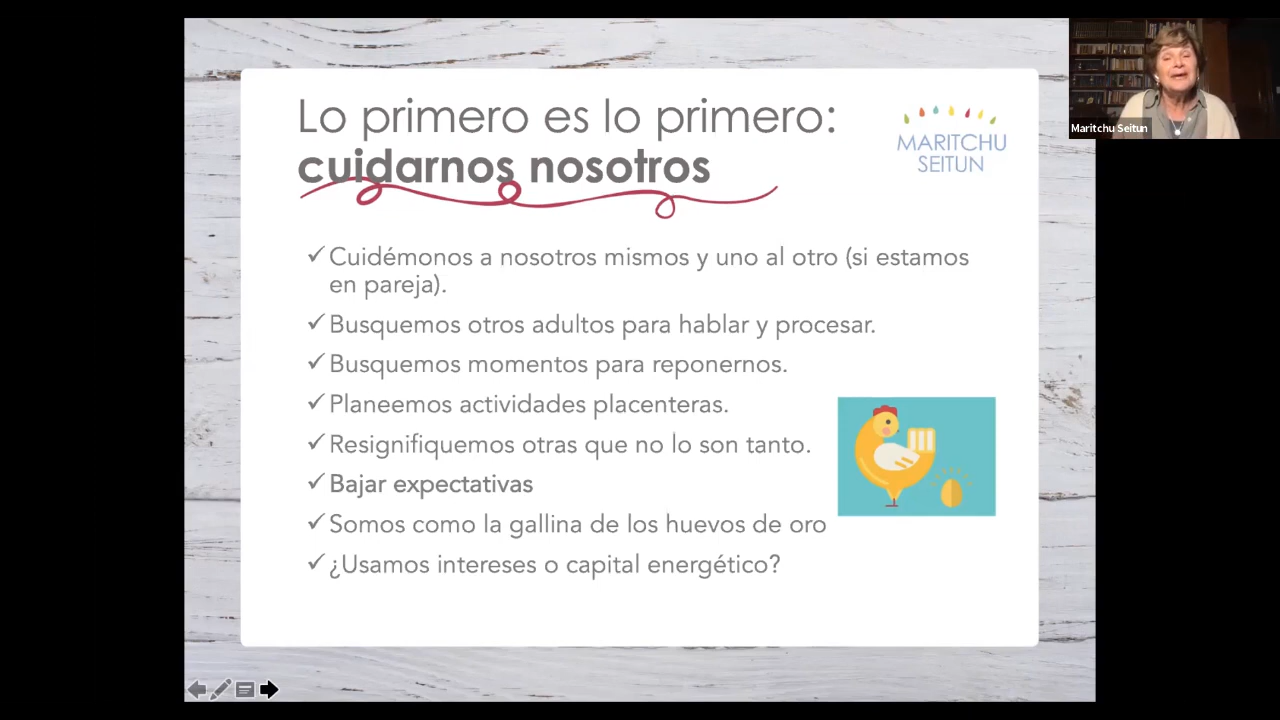 Lo primero es lo primero:
cuidarnos nosotros
MARITCHU
SEITUN
Maritchu Seitun
✓ Cuidémonos a nosotros mismos y uno al otro (si estamos
en pareja).
✓ Busquemos otros adultos para hablar y procesar.
✓ Busquemos momentos para reponernos.
✓ Planeemos actividades placenteras.
✓ Resignifiquemos otras que no lo son tanto.
✓ Bajar expectativas
✓ Somos como la gallina de los huevos de oro
✓ ¿Usamos intereses o capital energético?